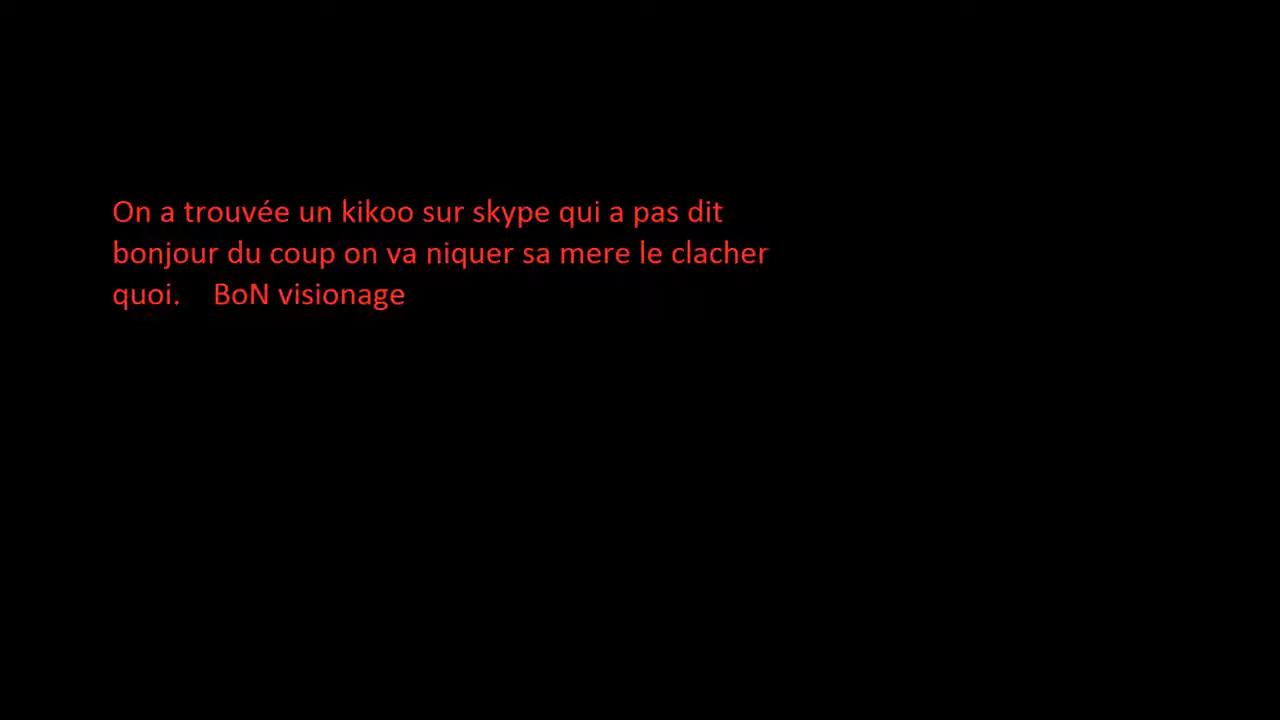 On a trouvée un kikoo sur skype qui a pas dit
bonjour du coup on va niquer sa mere le clacher
quoi.    BoN visionage